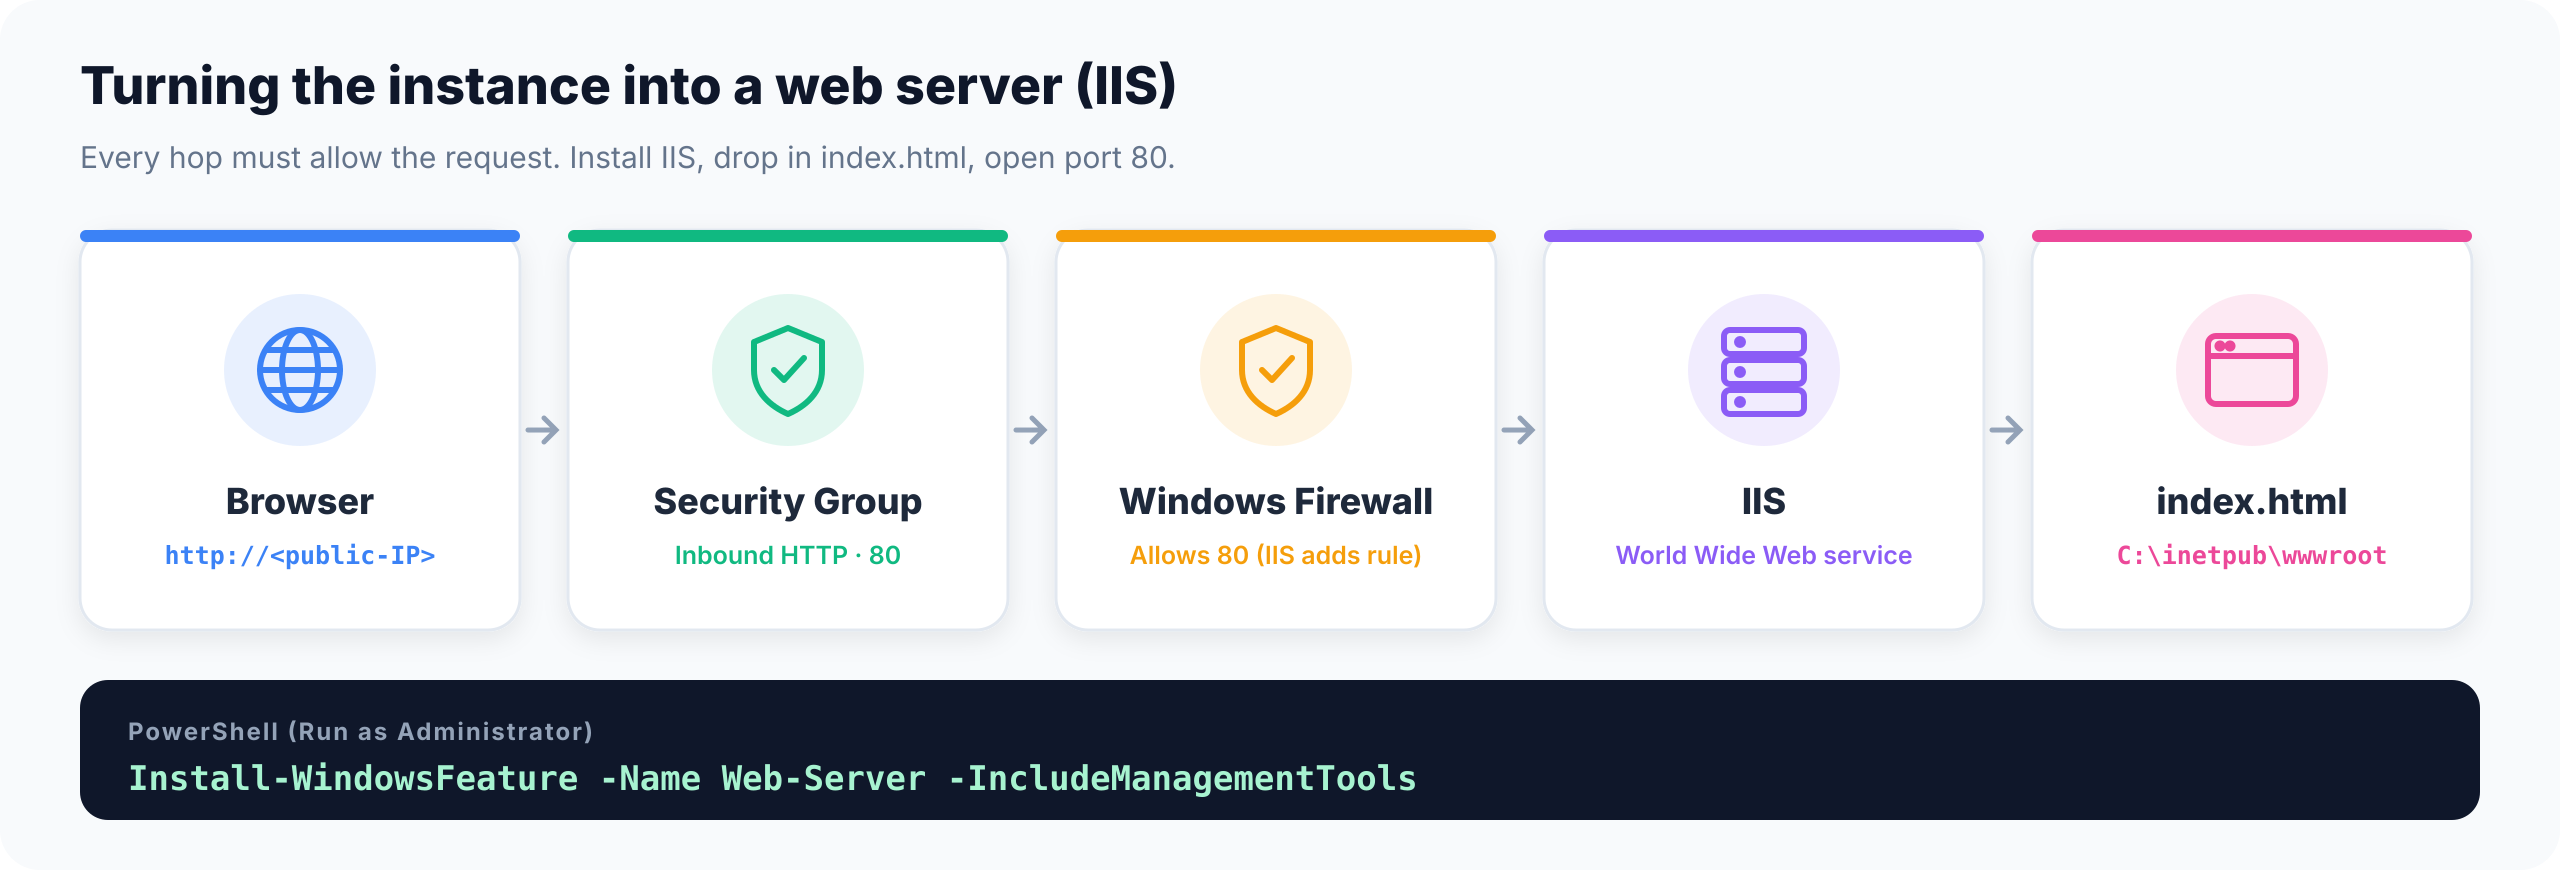 Turning the instance into a web server (IIS)
Every hop must allow the request. Install IIS, drop in index.html, open port 80.
Browser
http://<public-IP>
Security Group
Inbound HTTP · 80
Windows Firewall
Allows 80 (IIS adds rule)
IIS
World Wide Web service
index.html
C:\inetpub\wwwroot
PowerShell (Run as Administrator)
Install-WindowsFeature -Name Web-Server -IncludeManagementTools